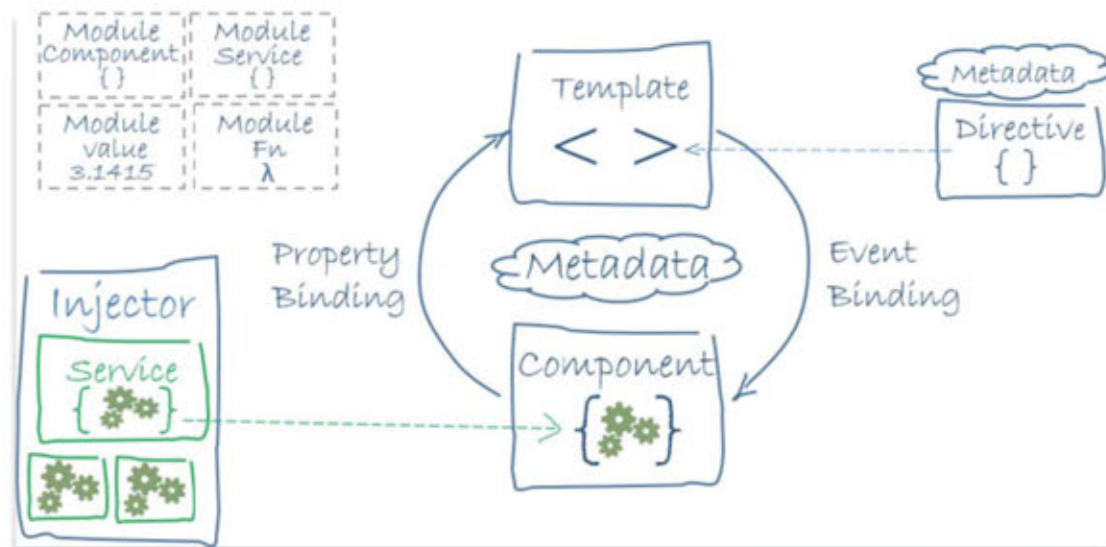 Module
Component
{ }
Module
Service
{ }
Module
value
3.1415
Module
Fn
λ
Template
< >
Metadata
Directive
{ }
Property
Binding
Metadata
Event
Binding
Injector
Service
{ }
Component
{ }